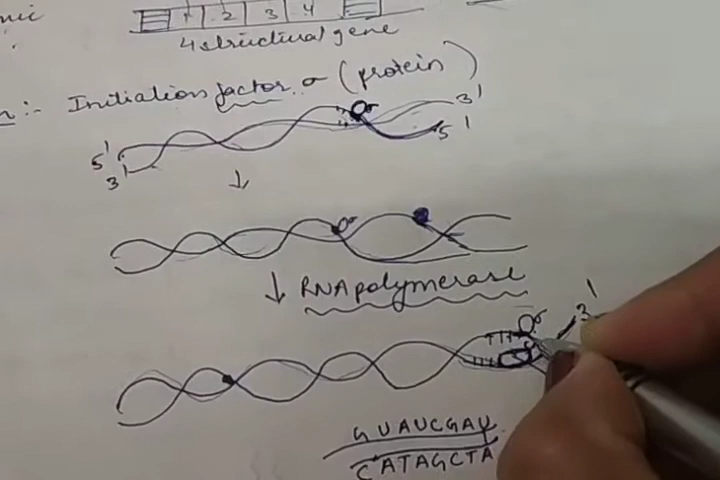 1 2 3 4
4 structural gene
:- Initiation factor σ (protein)
3'
5'
5'
3'
σ
↓
σ
↓ RNA polymerase
3'
σ
GUAUCGAU
CATAGCTA